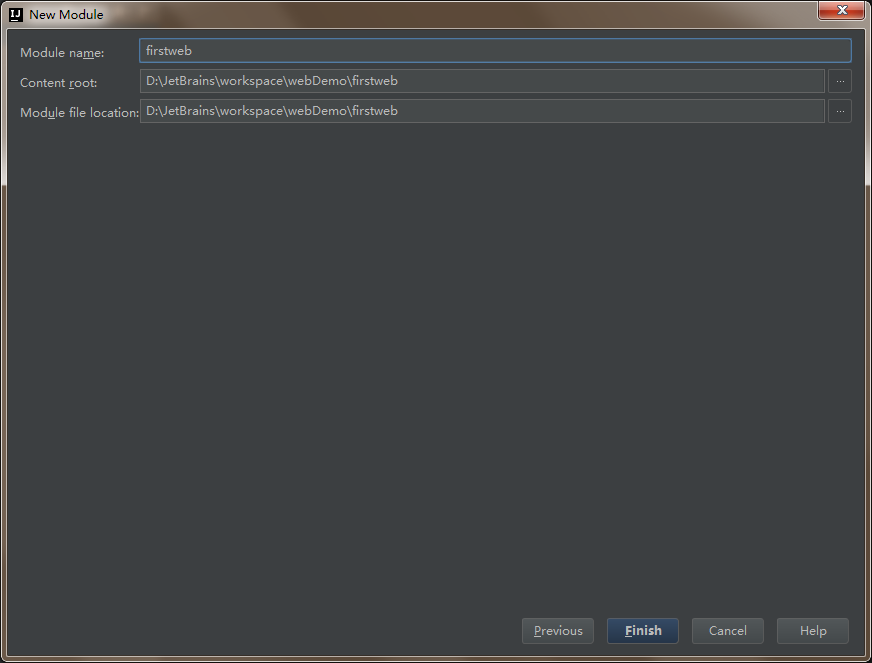 IJ New Module
Module name: firstweb
Content root: D:\JetBrains\workspace\webDemo\firstweb ...
Module file location: D:\JetBrains\workspace\webDemo\firstweb ...
Previous Finish Cancel Help